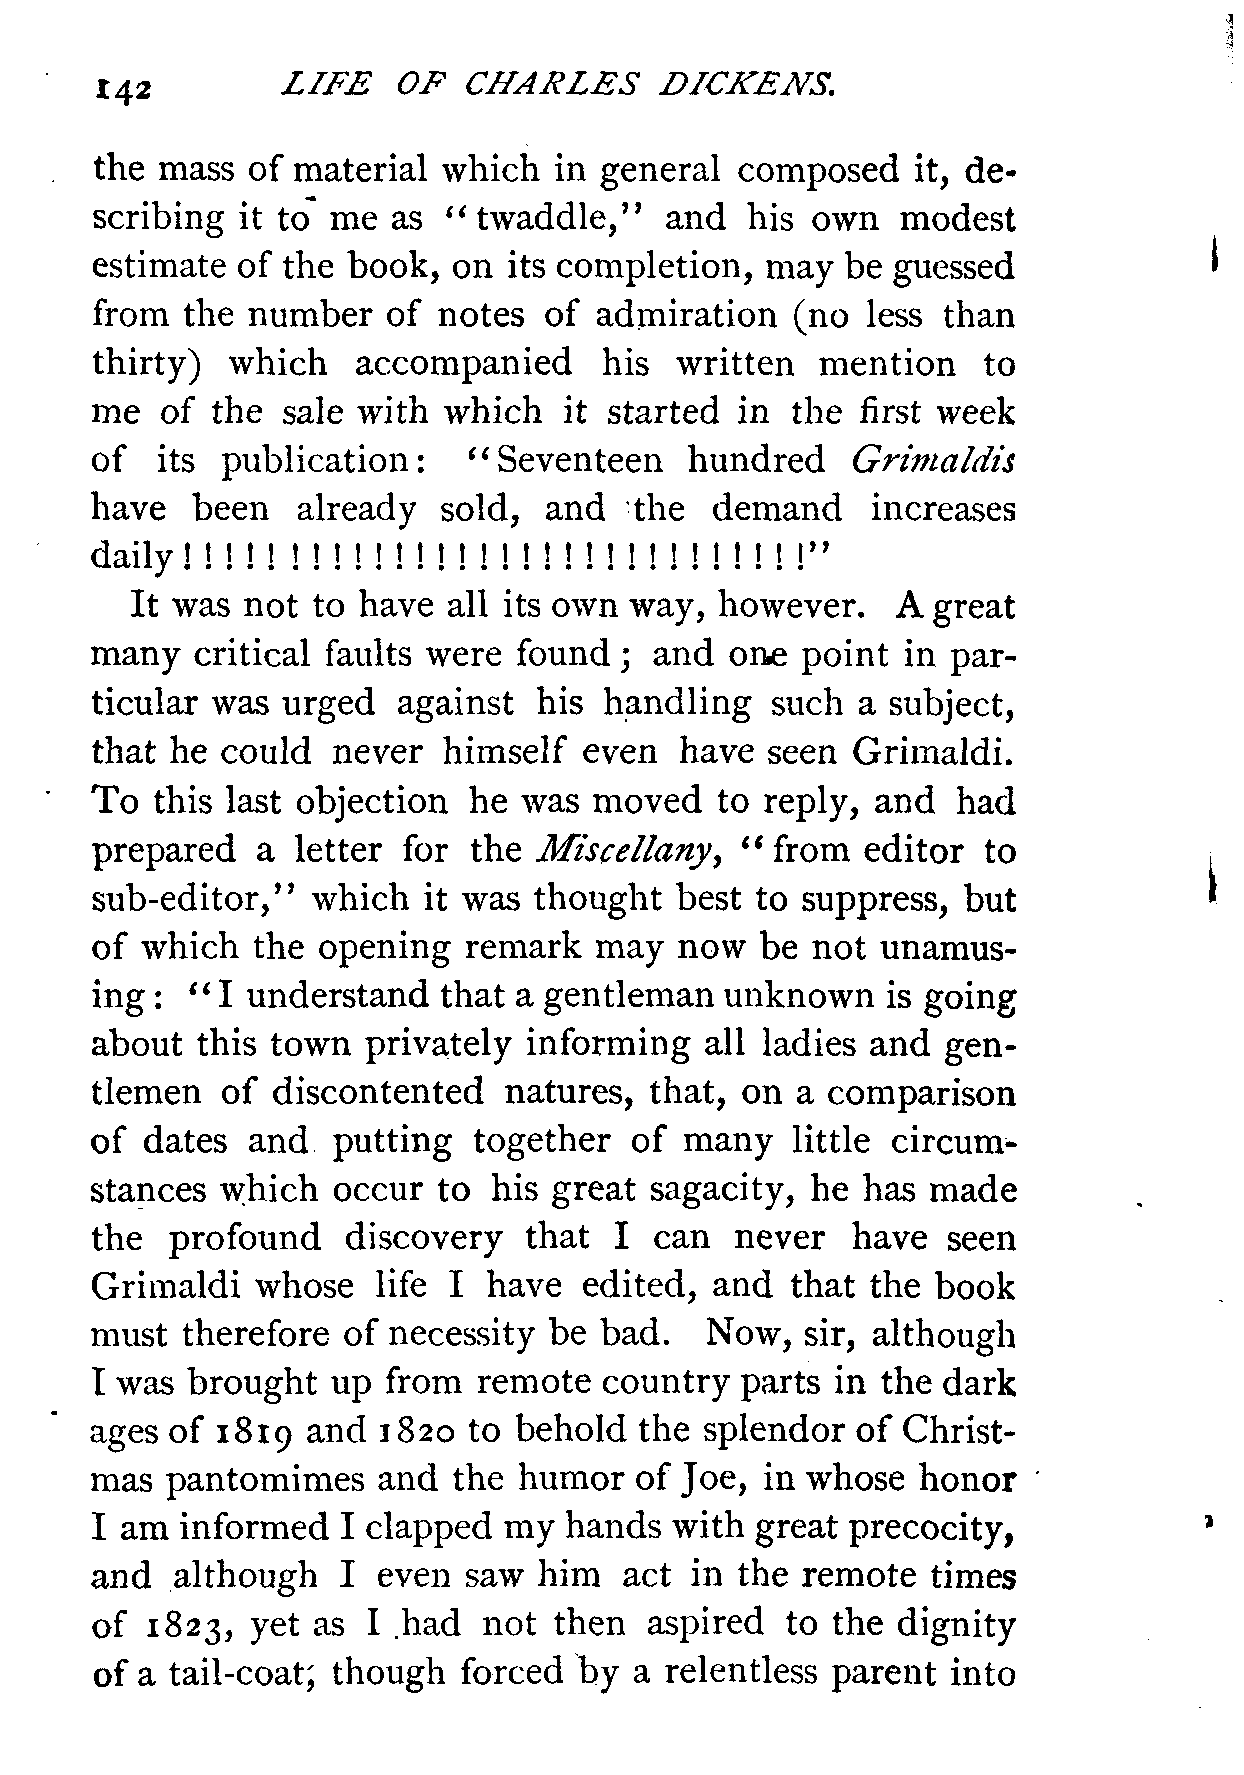 142 LIFE OF CHARLES DICKENS.
the mass of material which in general composed it, de-
scribing it to me as "twaddle," and his own modest
estimate of the book, on its completion, may be guessed
from the number of notes of admiration (no less than
thirty) which accompanied his written mention to
me of the sale with which it started in the first week
of its publication: "Seventeen hundred Grimaldis
have been already sold, and the demand increases
daily! ! ! ! ! ! ! ! ! ! ! ! ! ! ! ! ! ! ! ! ! ! ! ! ! ! ! ! ! !"
It was not to have all its own way, however. A great
many critical faults were found; and one point in par-
ticular was urged against his handling such a subject,
that he could never himself even have seen Grimaldi.
To this last objection he was moved to reply, and had
prepared a letter for the Miscellany, "from editor to
sub-editor," which it was thought best to suppress, but
of which the opening remark may now be not unamus-
ing: "I understand that a gentleman unknown is going
about this town privately informing all ladies and gen-
tlemen of discontented natures, that, on a comparison
of dates and putting together of many little circum-
stances which occur to his great sagacity, he has made
the profound discovery that I can never have seen
Grimaldi whose life I have edited, and that the book
must therefore of necessity be bad. Now, sir, although
I was brought up from remote country parts in the dark
ages of 1819 and 1820 to behold the splendor of Christ-
mas pantomimes and the humor of Joe, in whose honor
I am informed I clapped my hands with great precocity,
and although I even saw him act in the remote times
of 1823, yet as I had not then aspired to the dignity
of a tail-coat, though forced by a relentless parent into